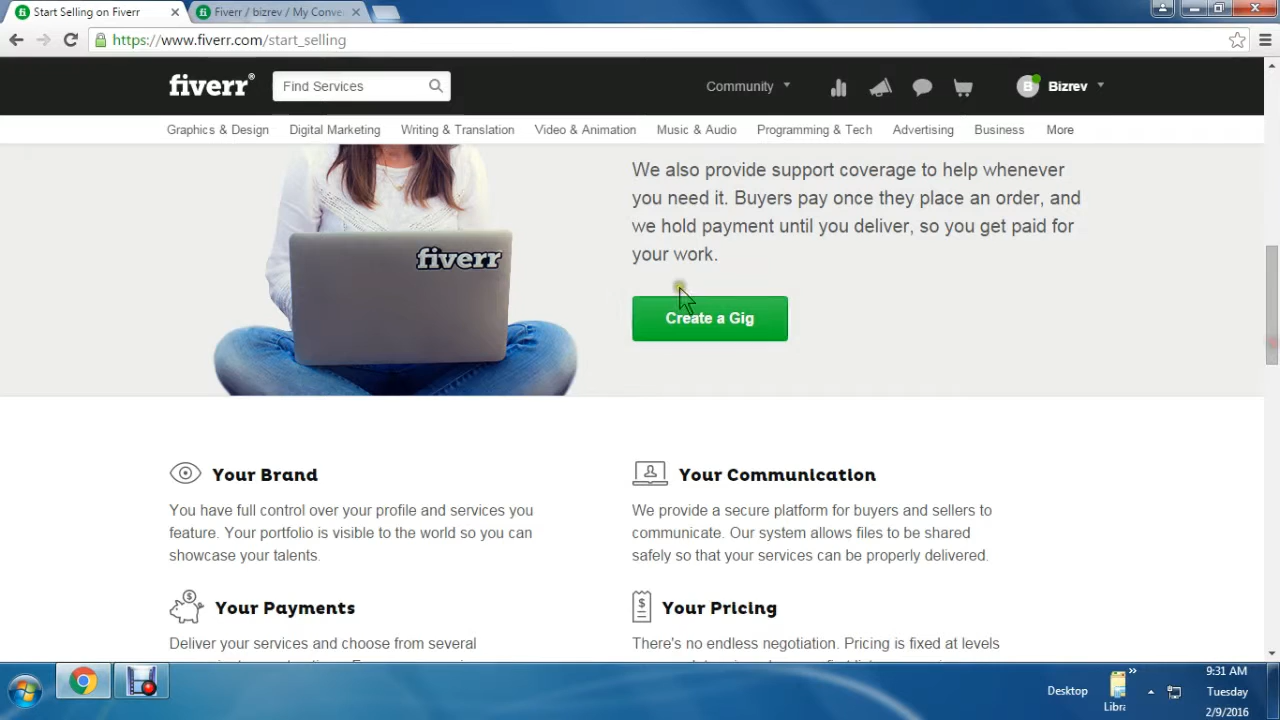 Start Selling on Fiverr
Fiverr / bizrev / My Conve
https://www.fiverr.com/start_selling
fiverr®
Find Services
Community
B
Bizrev
Graphics & Design
Digital Marketing
Writing & Translation
Video & Animation
Music & Audio
Programming & Tech
Advertising
Business
More
We also provide support coverage to help whenever
you need it. Buyers pay once they place an order, and
we hold payment until you deliver, so you get paid for
your work.
fiverr
Create a Gig
Your Brand
You have full control over your profile and services you
feature. Your portfolio is visible to the world so you can
showcase your talents.
Your Communication
We provide a secure platform for buyers and sellers to
communicate. Our system allows files to be shared
safely so that your services can be properly delivered.
Your Payments
Deliver your services and choose from several
Your Pricing
There's no endless negotiation. Pricing is fixed at levels
Desktop
Libra
9:31 AM
Tuesday
2/9/2016